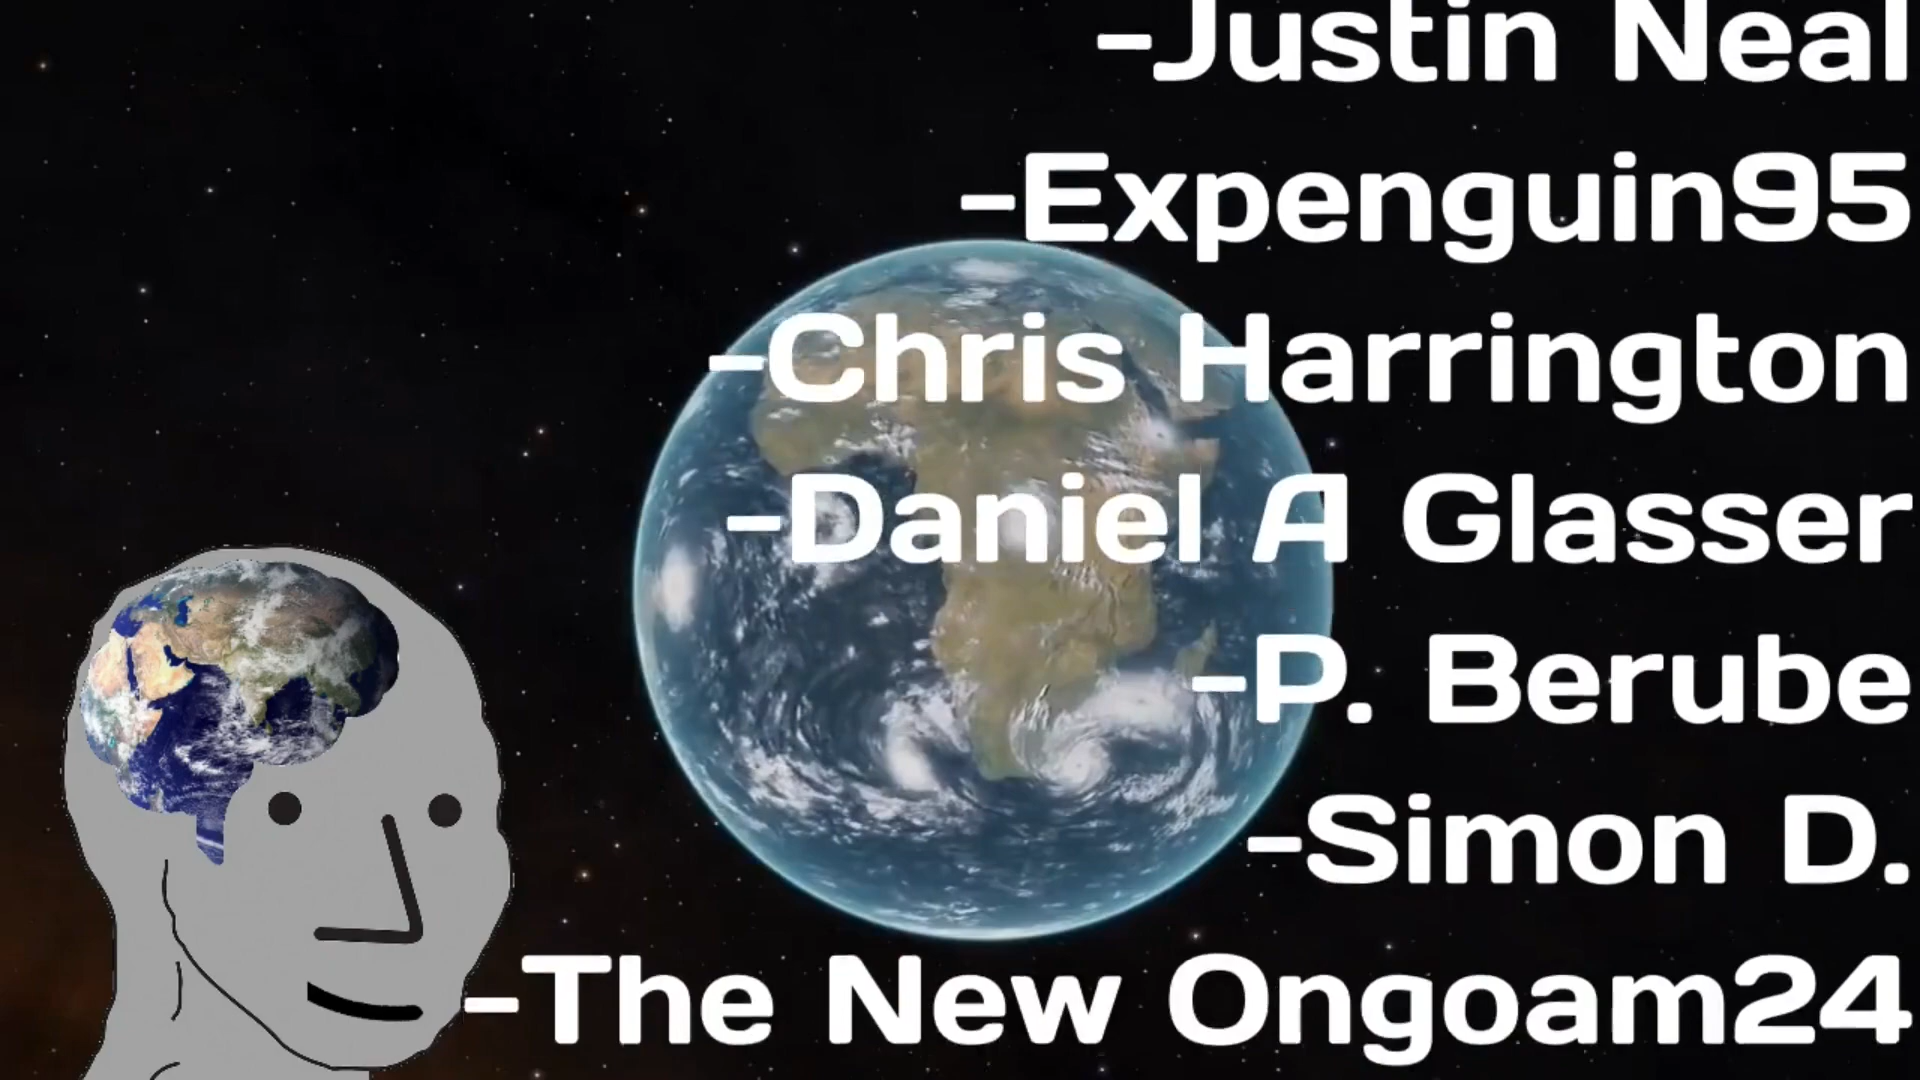 -Justin Neal
-Expenguin95
-Chris Harrington
-Daniel A Glasser
-P. Berube
-Simon D.
-The New Ongoam24